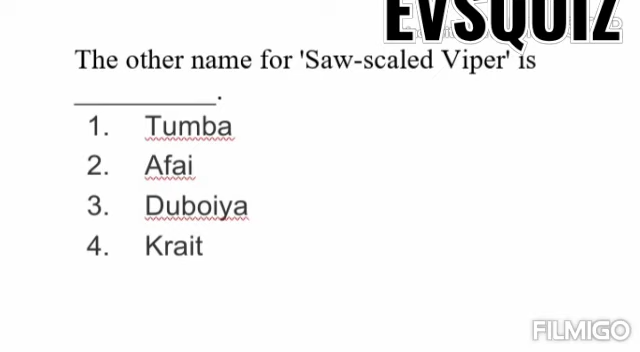 EVSQUIZ
The other name for 'Saw-scaled Viper' is
__________.
1. Tumba
2. Afai
3. Duboiya
4. Krait
FILMIGO